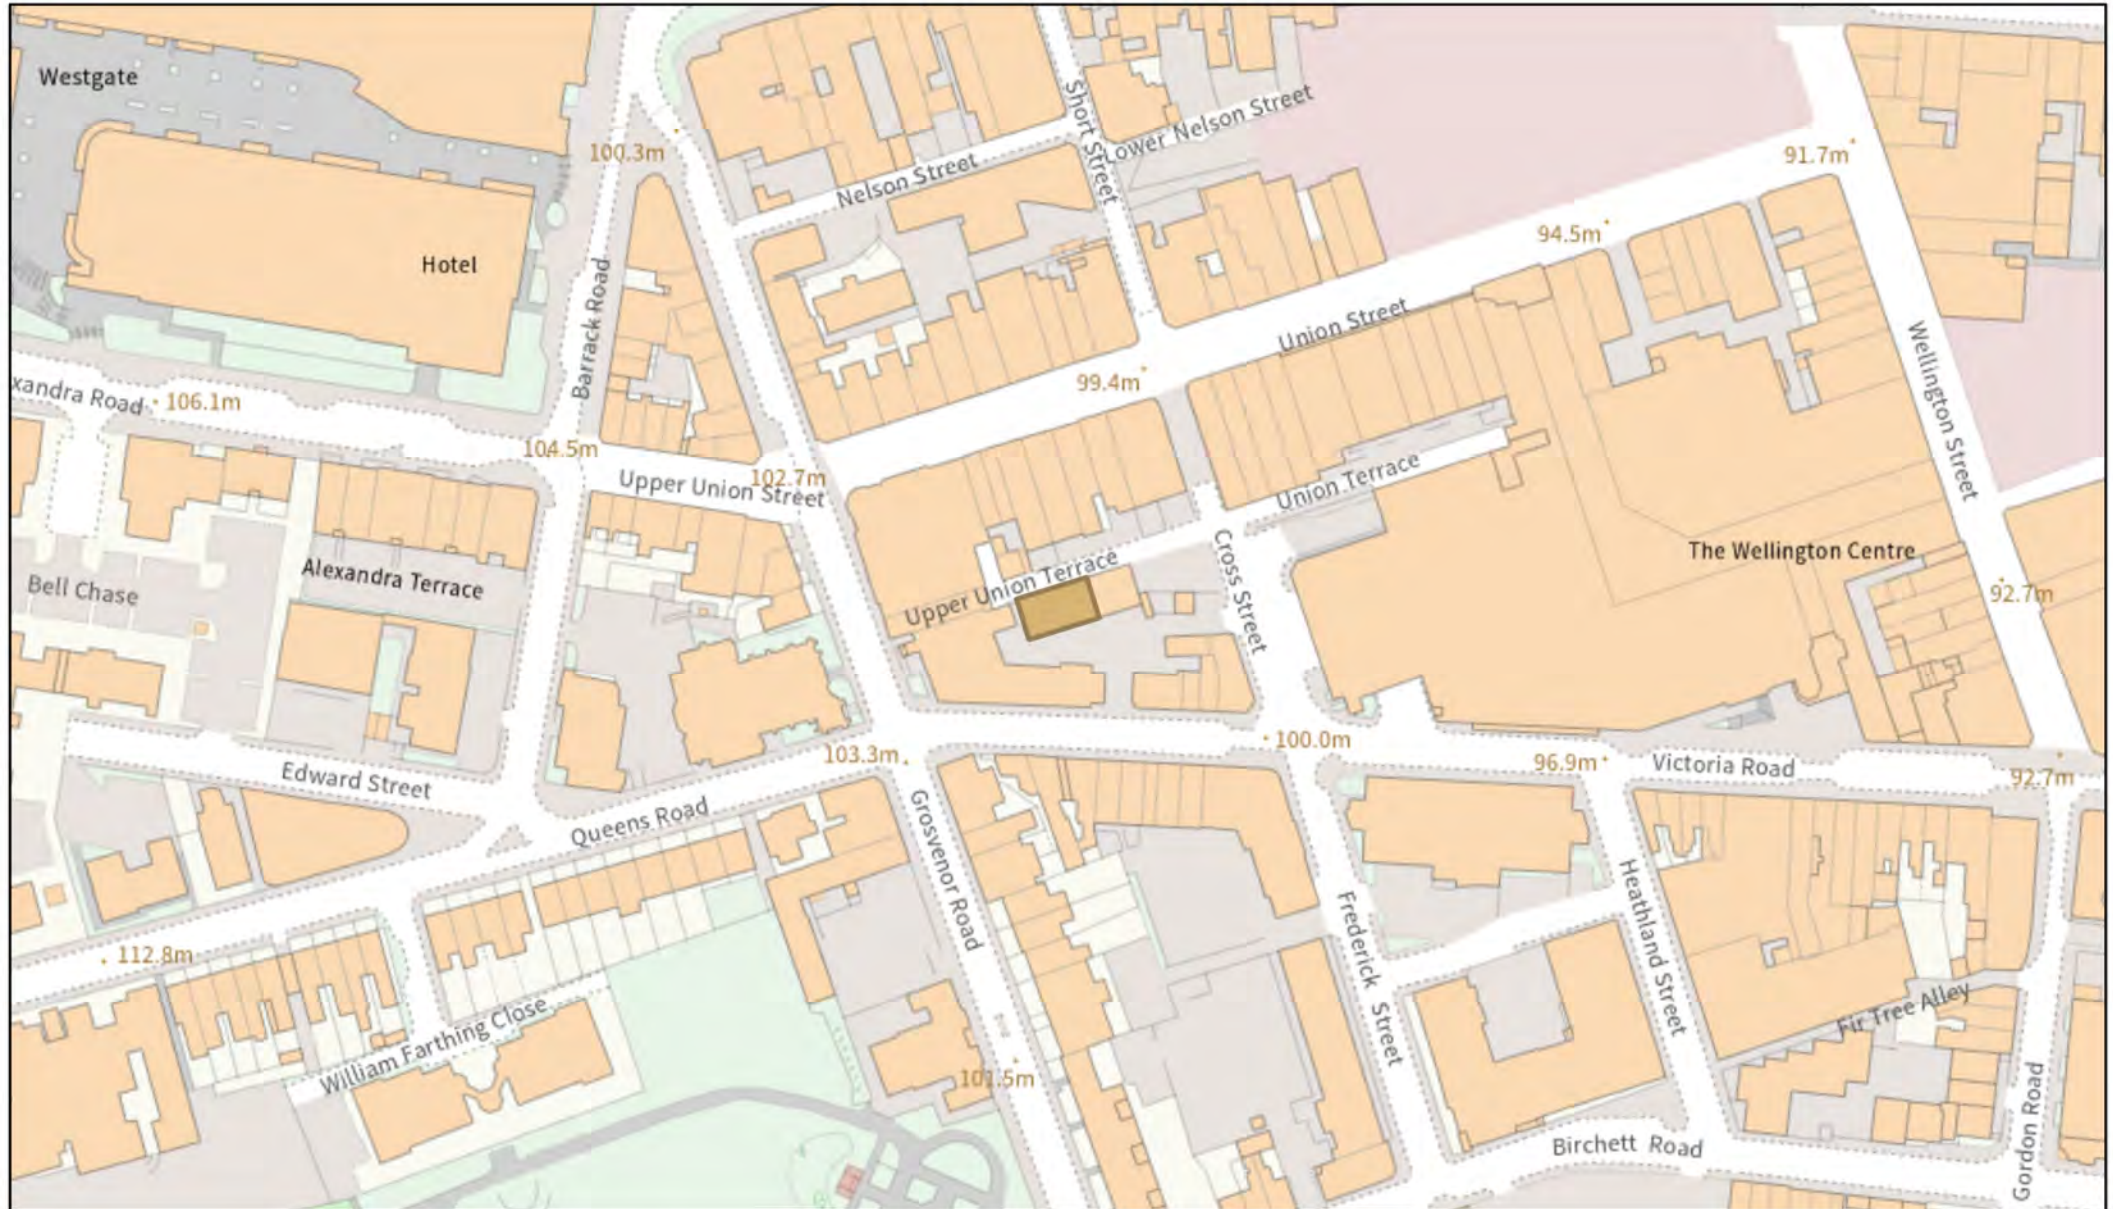 Westgate
Hotel
100.3m
Short Street
Lower Nelson Street
Nelson Street
91.7m
94.5m
Barrack Road
Union Street
99.4m
Wellington Street
xandra Road
106.1m
104.5m
102.7m
Upper Union Street
Union Terrace
The Wellington Centre
Bell Chase
Alexandra Terrace
Upper Union Terrace
Cross Street
92.7m
103.3m
100.0m
96.9m
Victoria Road
92.7m
Edward Street
Queens Road
Grosvenor Road
Frederick Street
Heathland Street
112.8m
William Farthing Close
Fir Tree Alley
101.5m
Birchett Road
Gordon Road